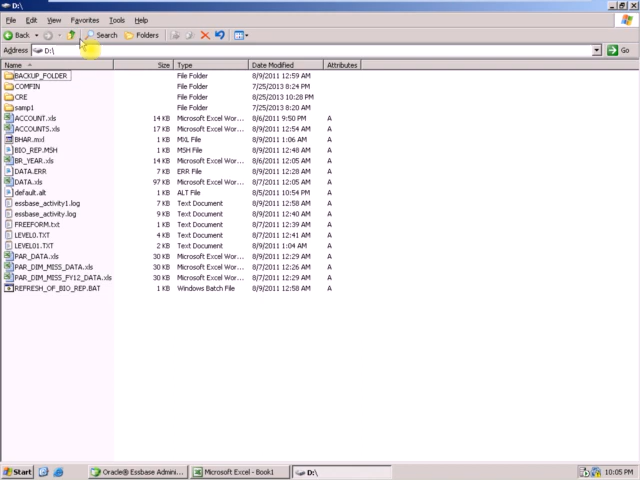 D:\
File Edit View Favorites Tools Help
Back Search Folders
Address D:\ Go
Name Size Type Date Modified Attributes
BACKUP_FOLDER File Folder 8/9/2011 12:59 AM
COMFIN File Folder 7/25/2013 8:24 PM
CRE File Folder 8/25/2013 10:28 PM
samp1 File Folder 7/25/2013 8:20 AM
ACCOUNT.xls 14 KB Microsoft Excel Wor... 8/6/2011 9:50 PM A
ACCOUNTS.xls 17 KB Microsoft Excel Wor... 8/9/2011 12:54 AM A
BHAR.mxl 1 KB MXL File 8/9/2011 1:06 AM A
BIO_REP.MSH 1 KB MSH File 8/9/2011 12:48 AM A
BR_YEAR.xls 14 KB Microsoft Excel Wor... 8/6/2011 12:05 AM A
DATA.ERR 7 KB ERR File 8/7/2011 12:28 AM A
DATA.xls 97 KB Microsoft Excel Wor... 8/7/2011 12:05 AM A
default.alt 1 KB ALT File 8/5/2011 10:54 PM A
essbase_activity1.log 7 KB Text Document 8/9/2011 12:58 AM A
essbase_activity.log 9 KB Text Document 8/9/2011 12:40 AM A
FREEFORM.txt 1 KB Text Document 8/7/2011 12:39 AM A
LEVEL0.TXT 4 KB Text Document 8/7/2011 12:41 AM A
LEVEL01.TXT 2 KB Text Document 8/9/2011 1:04 AM A
PAR_DATA.xls 30 KB Microsoft Excel Wor... 8/9/2011 12:29 AM A
PAR_DIM_MISS_DATA.xls 30 KB Microsoft Excel Wor... 8/7/2011 12:26 AM A
PAR_DIM_MISS_FY12_DATA.xls 30 KB Microsoft Excel Wor... 8/7/2011 12:29 AM A
REFRESH_OF_BIO_REP.BAT 1 KB Windows Batch File 8/9/2011 12:58 AM A
Start Oracle® Essbase Admini... Microsoft Excel - Book1 D:\ 10:05 PM